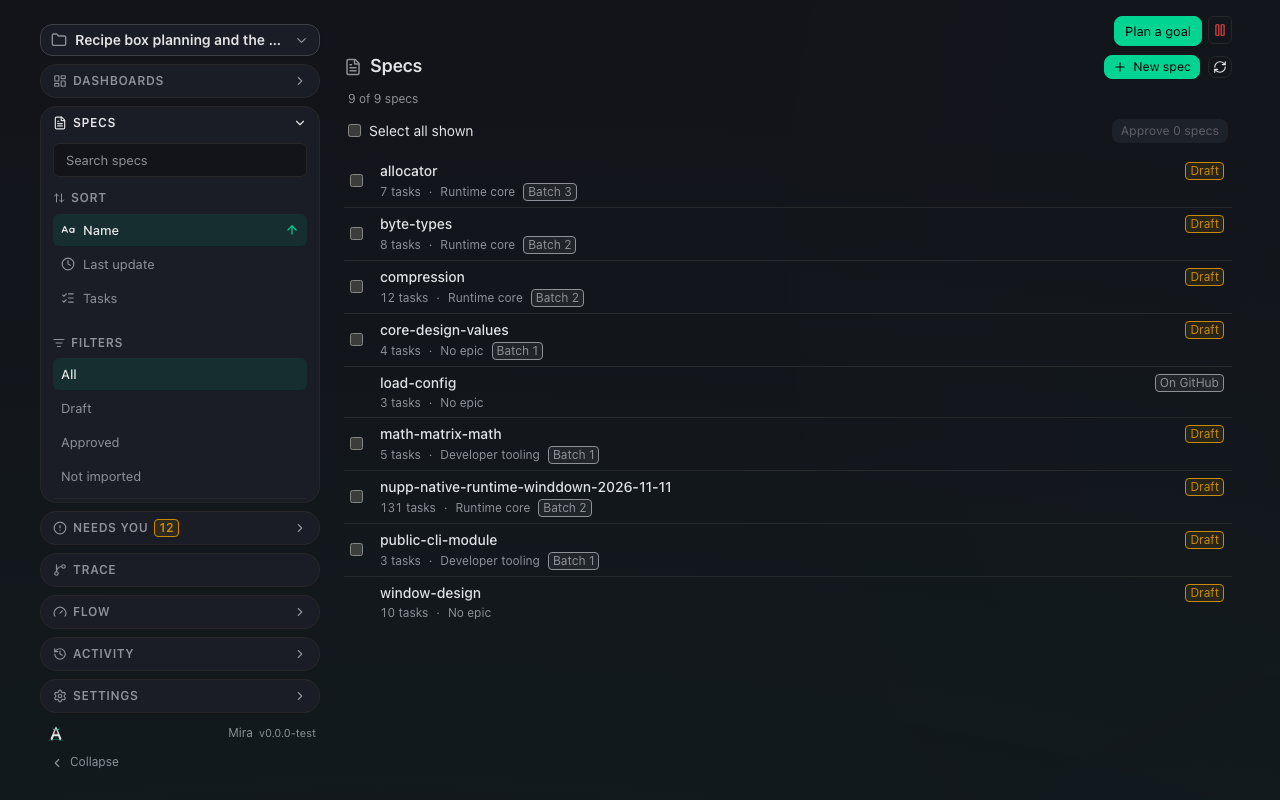 Recipe box planning and the ...
DASHBOARDS
SPECS
Search specs
SORT
Aa Name
Last update
Tasks
FILTERS
All
Draft
Approved
Not imported
NEEDS YOU 12
TRACE
FLOW
ACTIVITY
SETTINGS
A
Mira v0.0.0-test
Collapse
Plan a goal
Specs
New spec
9 of 9 specs
Select all shown
Approve 0 specs
allocator
Draft
7 tasks · Runtime core Batch 3
byte-types
Draft
8 tasks · Runtime core Batch 2
compression
Draft
12 tasks · Runtime core Batch 2
core-design-values
Draft
4 tasks · No epic Batch 1
load-config
On GitHub
3 tasks · No epic
math-matrix-math
Draft
5 tasks · Developer tooling Batch 1
nupp-native-runtime-winddown-2026-11-11
Draft
131 tasks · Runtime core Batch 2
public-cli-module
Draft
3 tasks · Developer tooling Batch 1
window-design
Draft
10 tasks · No epic